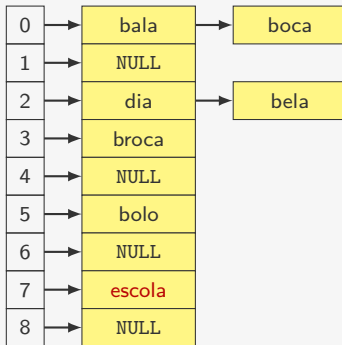 0 bala boca
1 NULL
2 dia bela
3 broca
4 NULL
5 bolo
6 NULL
7 escola
8 NULL